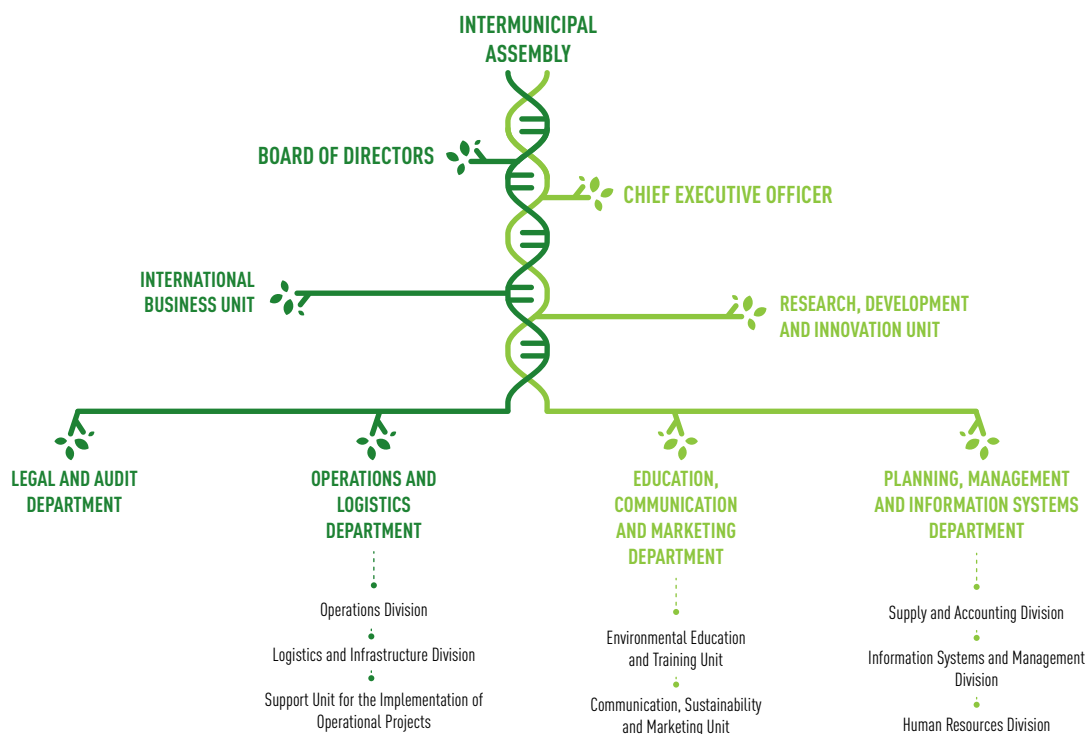 INTERMUNICIPAL
ASSEMBLY
BOARD OF DIRECTORS
CHIEF EXECUTIVE OFFICER
INTERNATIONAL
BUSINESS UNIT
RESEARCH, DEVELOPMENT
AND INNOVATION UNIT
LEGAL AND AUDIT
DEPARTMENT
OPERATIONS AND
LOGISTICS
DEPARTMENT
Operations Division
Logistics and Infrastructure Division
Support Unit for the Implementation of
Operational Projects
EDUCATION,
COMMUNICATION
AND MARKETING
DEPARTMENT
Environmental Education
and Training Unit
Communication, Sustainability
and Marketing Unit
PLANNING, MANAGEMENT
AND INFORMATION SYSTEMS
DEPARTMENT
Supply and Accounting Division
Information Systems and Management
Division
Human Resources Division